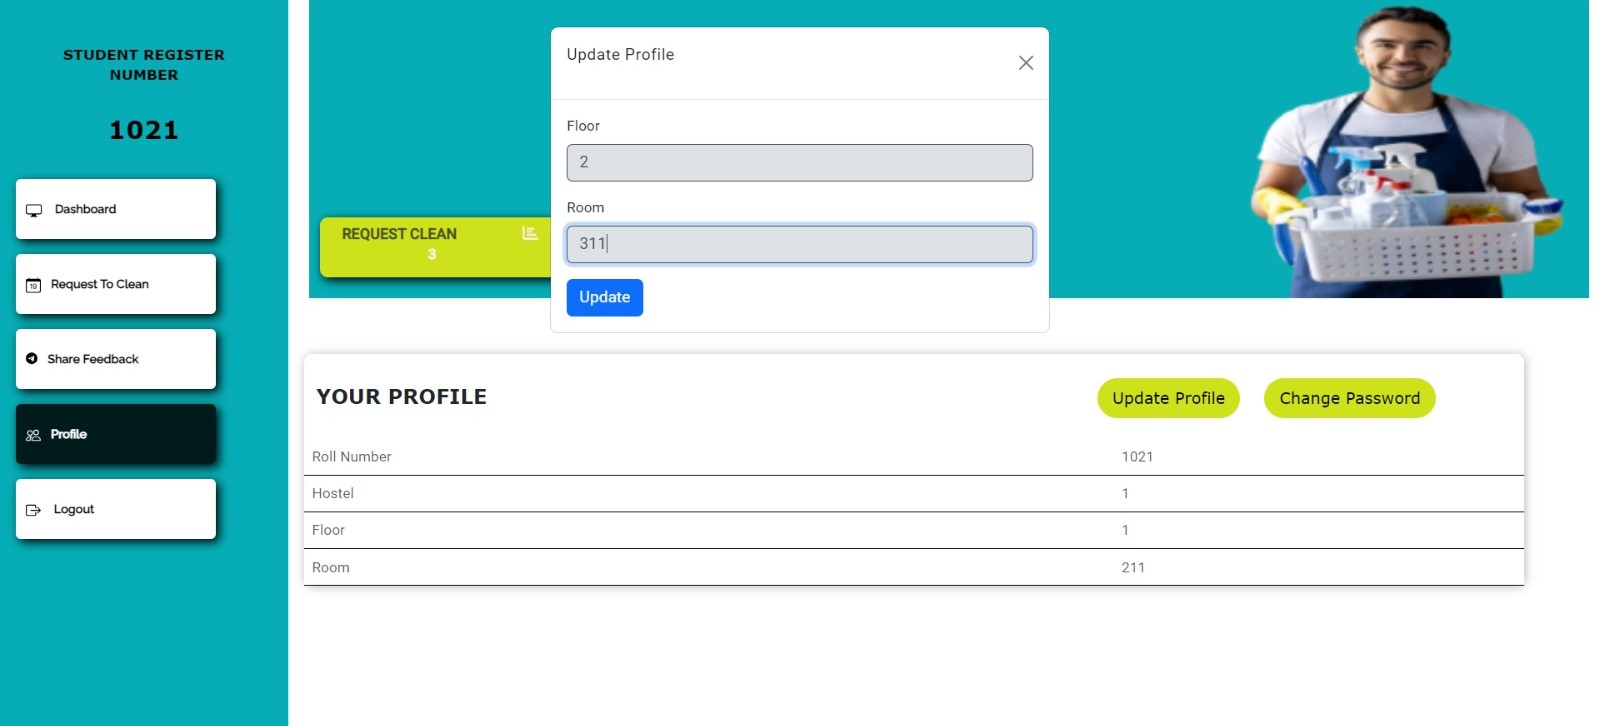 STUDENT REGISTER
NUMBER
1021
Dashboard
19
Request To Clean
Share Feedback
Profile
Logout
REQUEST CLEAN
3
Update Profile
Floor
2
Room
311
Update
YOUR PROFILE
Update Profile
Change Password
Roll Number 1021
Hostel 1
Floor 1
Room 211